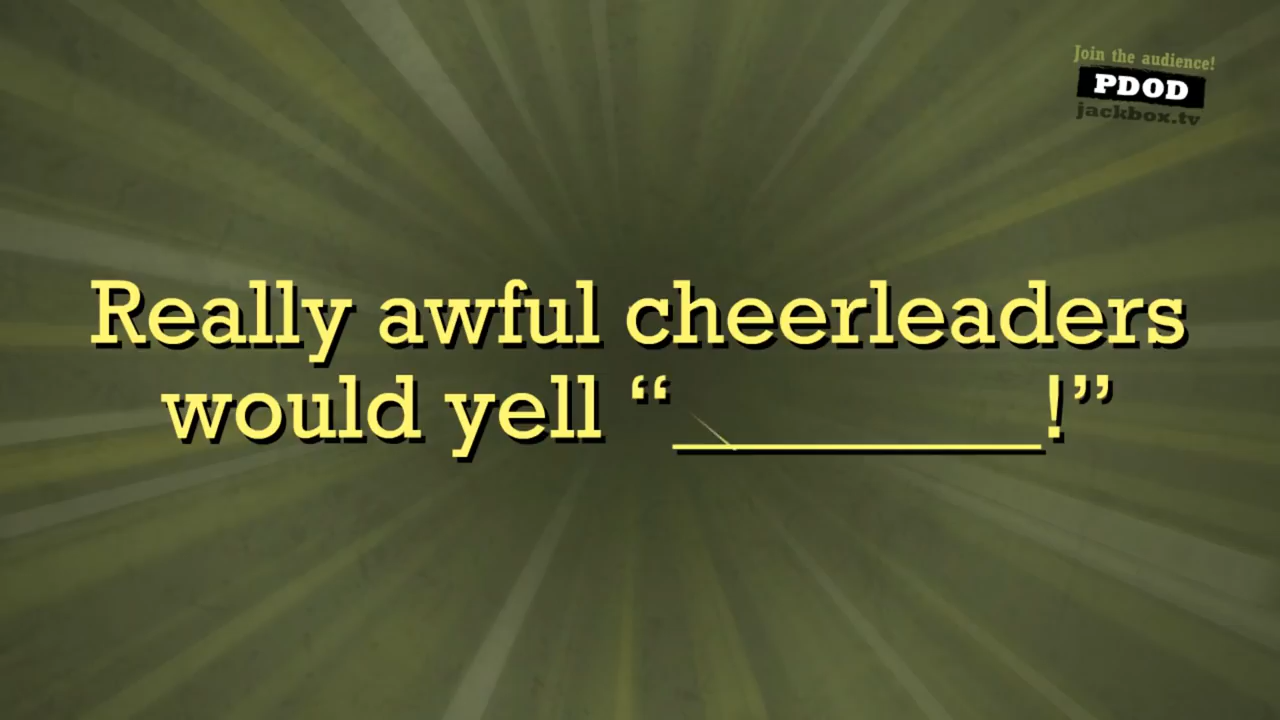 Join the audience!
PDOD
jackbox.tv
Really awful cheerleaders
would yell “________!”